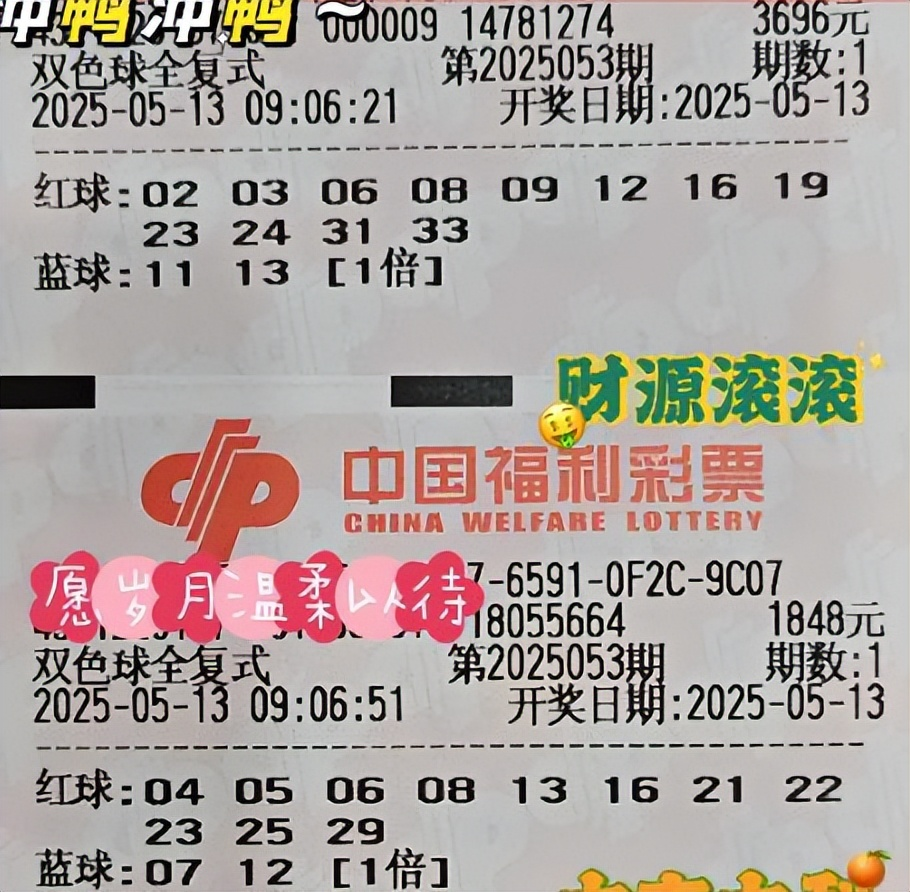 冲鸭冲鸭~
000009 14781274 3696元
双色球全复式 第2025053期 期数:1
2025-05-13 09:06:21 开奖日期:2025-05-13
红球:02 03 06 08 09 12 16 19
23 24 31 33
蓝球:11 13 [1倍]
财源滚滚
中国福利彩票
CHINA WELFARE LOTTERY
愿岁月温柔以待
7-6591-0F2C-9C07
18055664 1848元
双色球全复式 第2025053期 期数:1
2025-05-13 09:06:51 开奖日期:2025-05-13
红球:04 05 06 08 13 16 21 22
23 25 29
蓝球:07 12 [1倍]